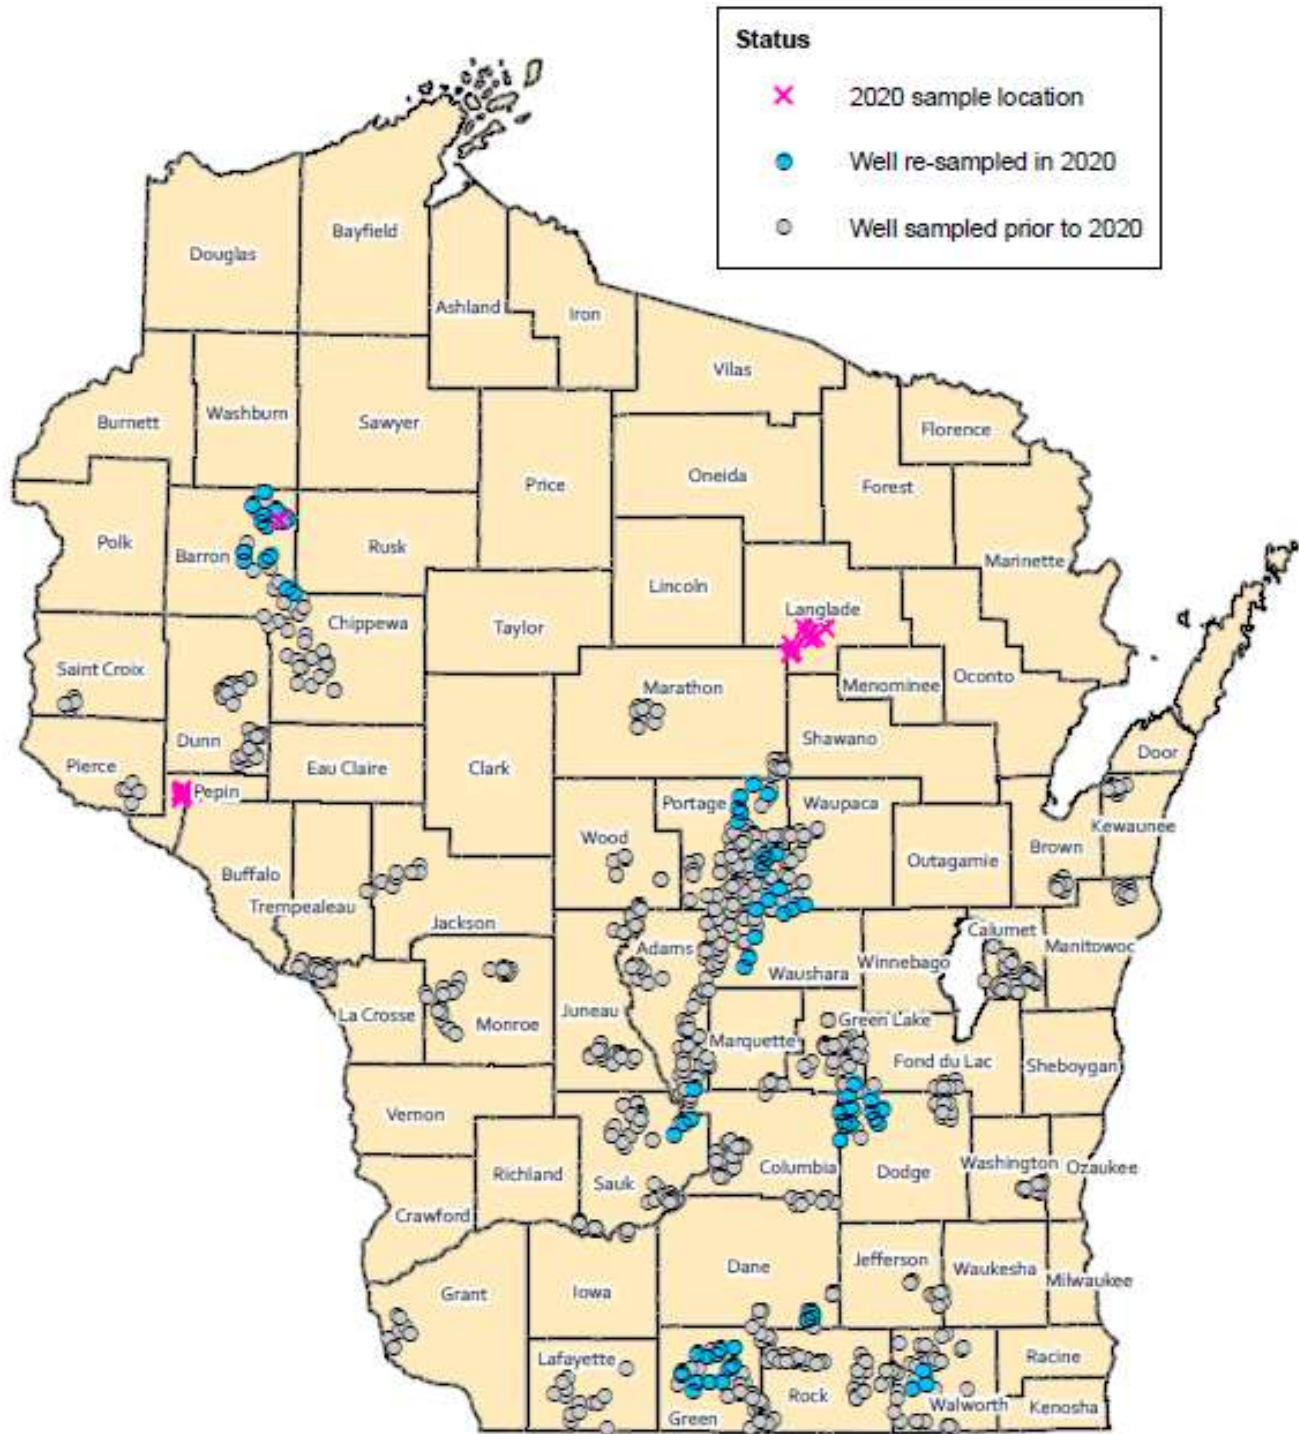 Status
2020 sample location
Well re-sampled in 2020
Well sampled prior to 2020
Bayfield
Douglas
Ashland
Iron
Vilas
Washburn
Burnett
Sawyer
Florence
Oneida
Price
Forest
Polk
Barron
Rusk
Marinette
Lincoln
Langlade
Chippewa
Taylor
Saint Croix
Marathon
Menominee
Oconto
Dunn
Shawano
Door
Pierce
Eau Claire
Clark
Pepin
Portage
Waupaca
Kewaunee
Wood
Brown
Outagamie
Buffalo
Trempealeau
Jackson
Calumet
Adams
Manitowoc
Winnebago
Waushara
La Crosse
Juneau
Monroe
Green Lake
Marquette
Fond du Lac
Sheboygan
Vernon
Richland
Columbia
Dodge
Washington
Ozaukee
Sauk
Crawford
Jefferson
Dane
Waukesha
Milwaukee
Grant
Iowa
Lafayette
Racine
Rock
Walworth
Kenosha
Green